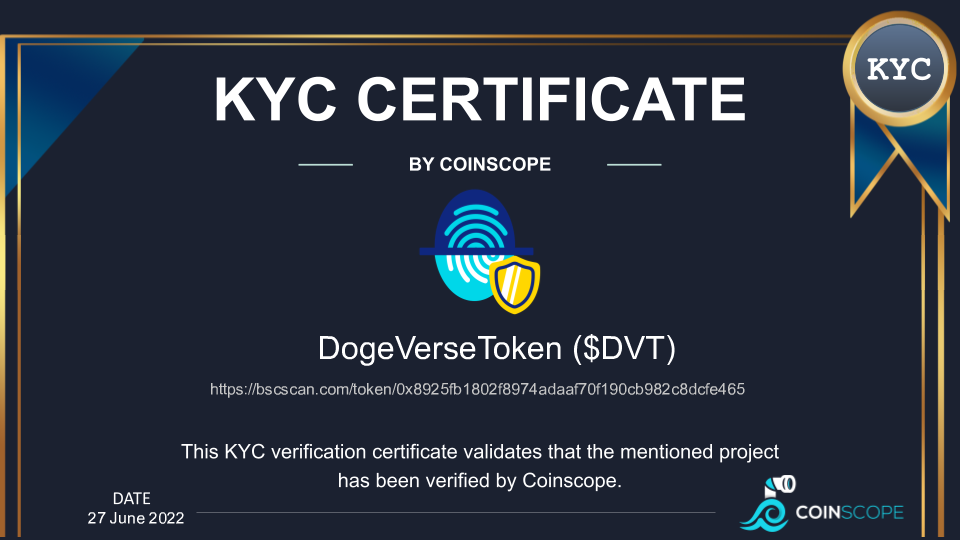 KYC
KYC CERTIFICATE
BY COINSCOPE
DogeVerseToken ($DVT)
https://bscscan.com/token/0x8925fb1802f8974adaaf70f190cb982c8dcfe465
This KYC verification certificate validates that the mentioned project
has been verified by Coinscope.
DATE
27 June 2022
COINSCOPE